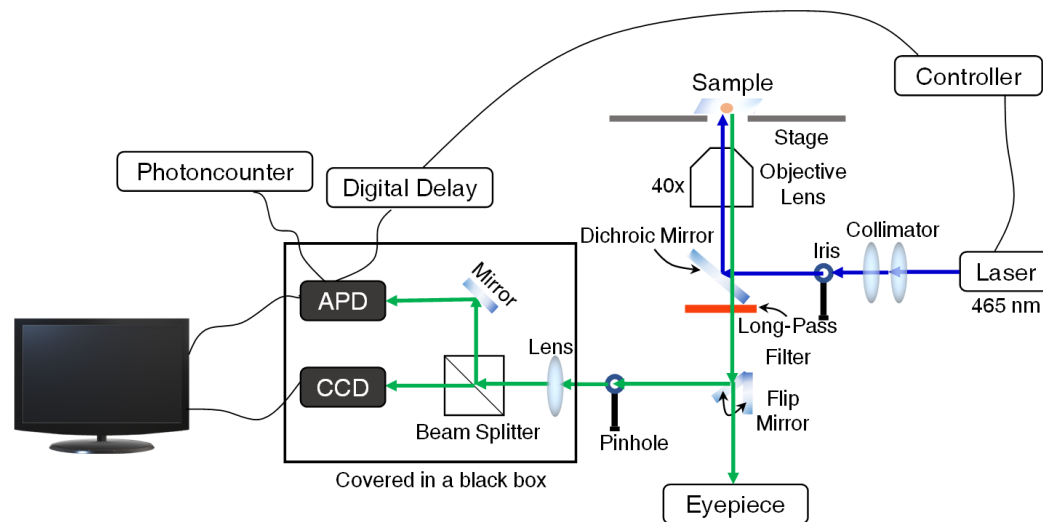 Controller
Sample
Stage
Photoncounter
Digital Delay
40x
Objective
Lens
Collimator
Dichroic Mirror
Iris
Laser
465 nm
Mirror
APD
Long-Pass
Filter
Lens
CCD
Flip
Mirror
Beam Splitter
Pinhole
Covered in a black box
Eyepiece